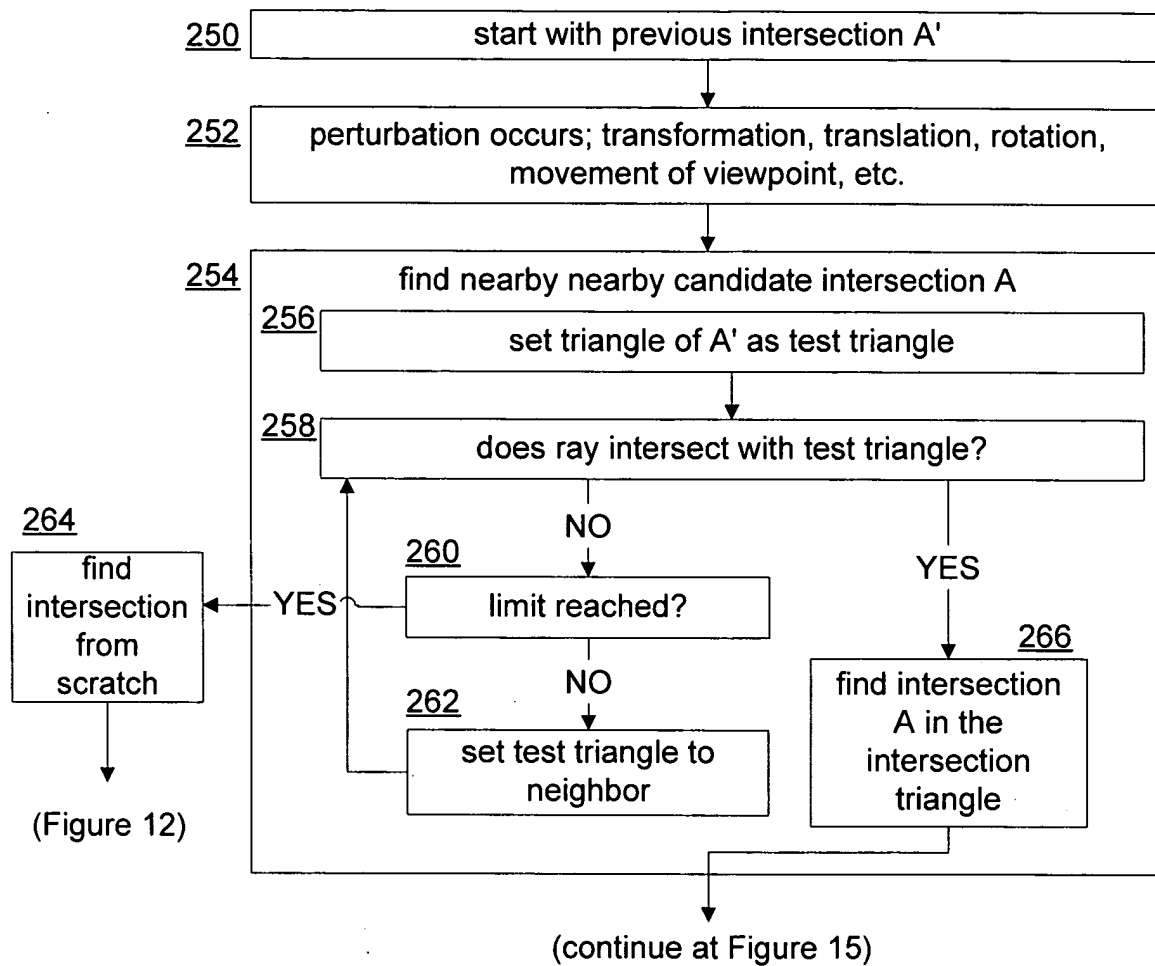 250
start with previous intersection A'
252
perturbation occurs; transformation, translation, rotation,
movement of viewpoint, etc.
254
find nearby nearby candidate intersection A
256
set triangle of A' as test triangle
258
does ray intersect with test triangle?
264
find
intersection
from
scratch
NO
YES
260
limit reached?
YES
NO
262
set test triangle to
neighbor
266
find intersection
A in the
intersection
triangle
(Figure 12)
(continue at Figure 15)